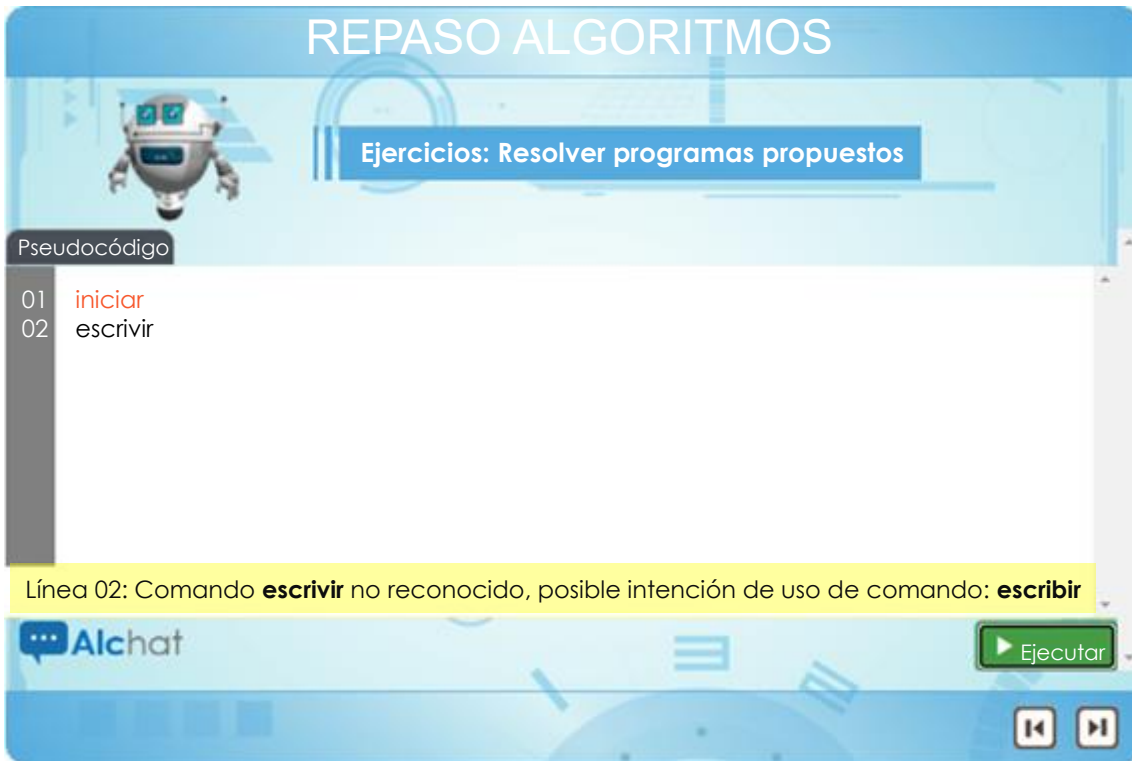 REPASO ALGORITMOS
Ejercicios: Resolver programas propuestos
Pseudocódigo
01 iniciar
02 escrivir
Línea 02: Comando escrivir no reconocido, posible intención de uso de comando: escribir
AIchat
Ejecutar